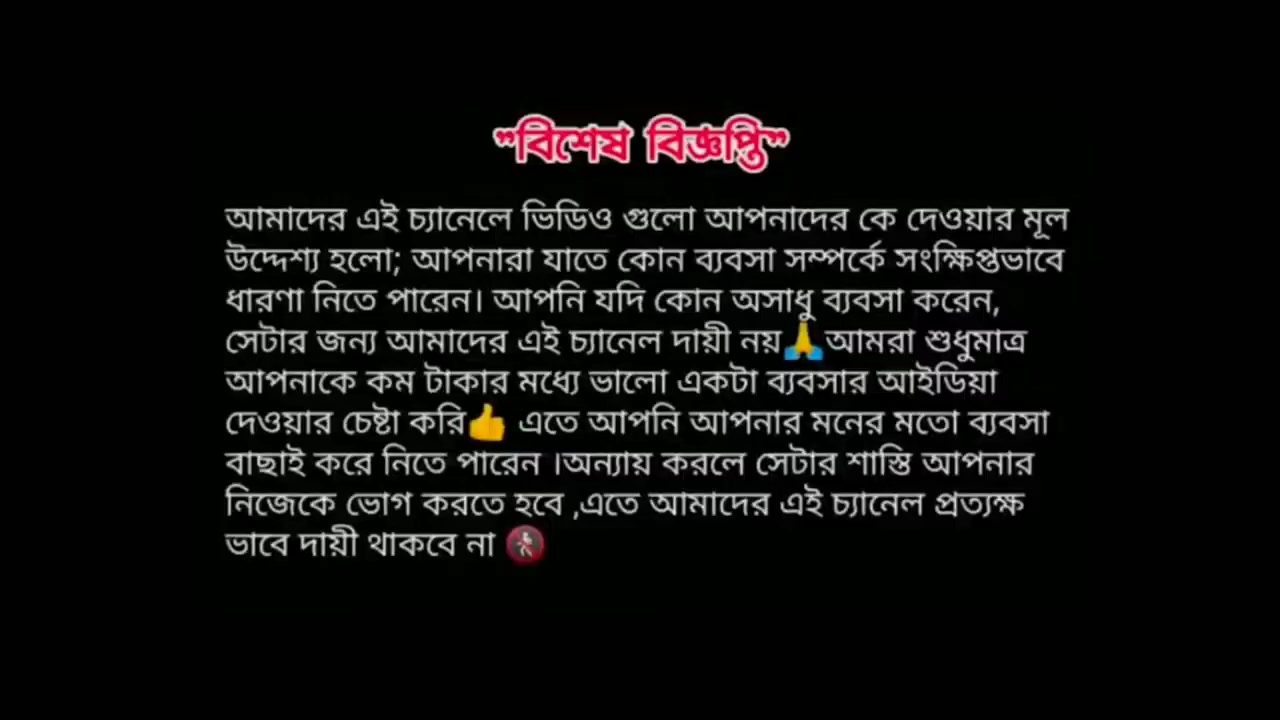 "বিশেষ বিজ্ঞপ্তি"
আমাদের এই চ্যানেলে ভিডিও গুলো আপনাদের কে দেওয়ার মূল
উদ্দেশ্য হলো; আপনারা যাতে কোন ব্যবসা সম্পর্কে সংক্ষিপ্তভাবে
ধারণা নিতে পারেন। আপনি যদি কোন অসাধু ব্যবসা করেন,
সেটার জন্য আমাদের এই চ্যানেল দায়ী নয়🙏আমরা শুধুমাত্র
আপনাকে কম টাকার মধ্যে ভালো একটা ব্যবসার আইডিয়া
দেওয়ার চেষ্টা করি👍 এতে আপনি আপনার মনের মতো ব্যবসা
বাছাই করে নিতে পারেন ।অন্যায় করলে সেটার শাস্তি আপনার
নিজেকে ভোগ করতে হবে ,এতে আমাদের এই চ্যানেল প্রত্যক্ষ
ভাবে দায়ী থাকবে না 🚷